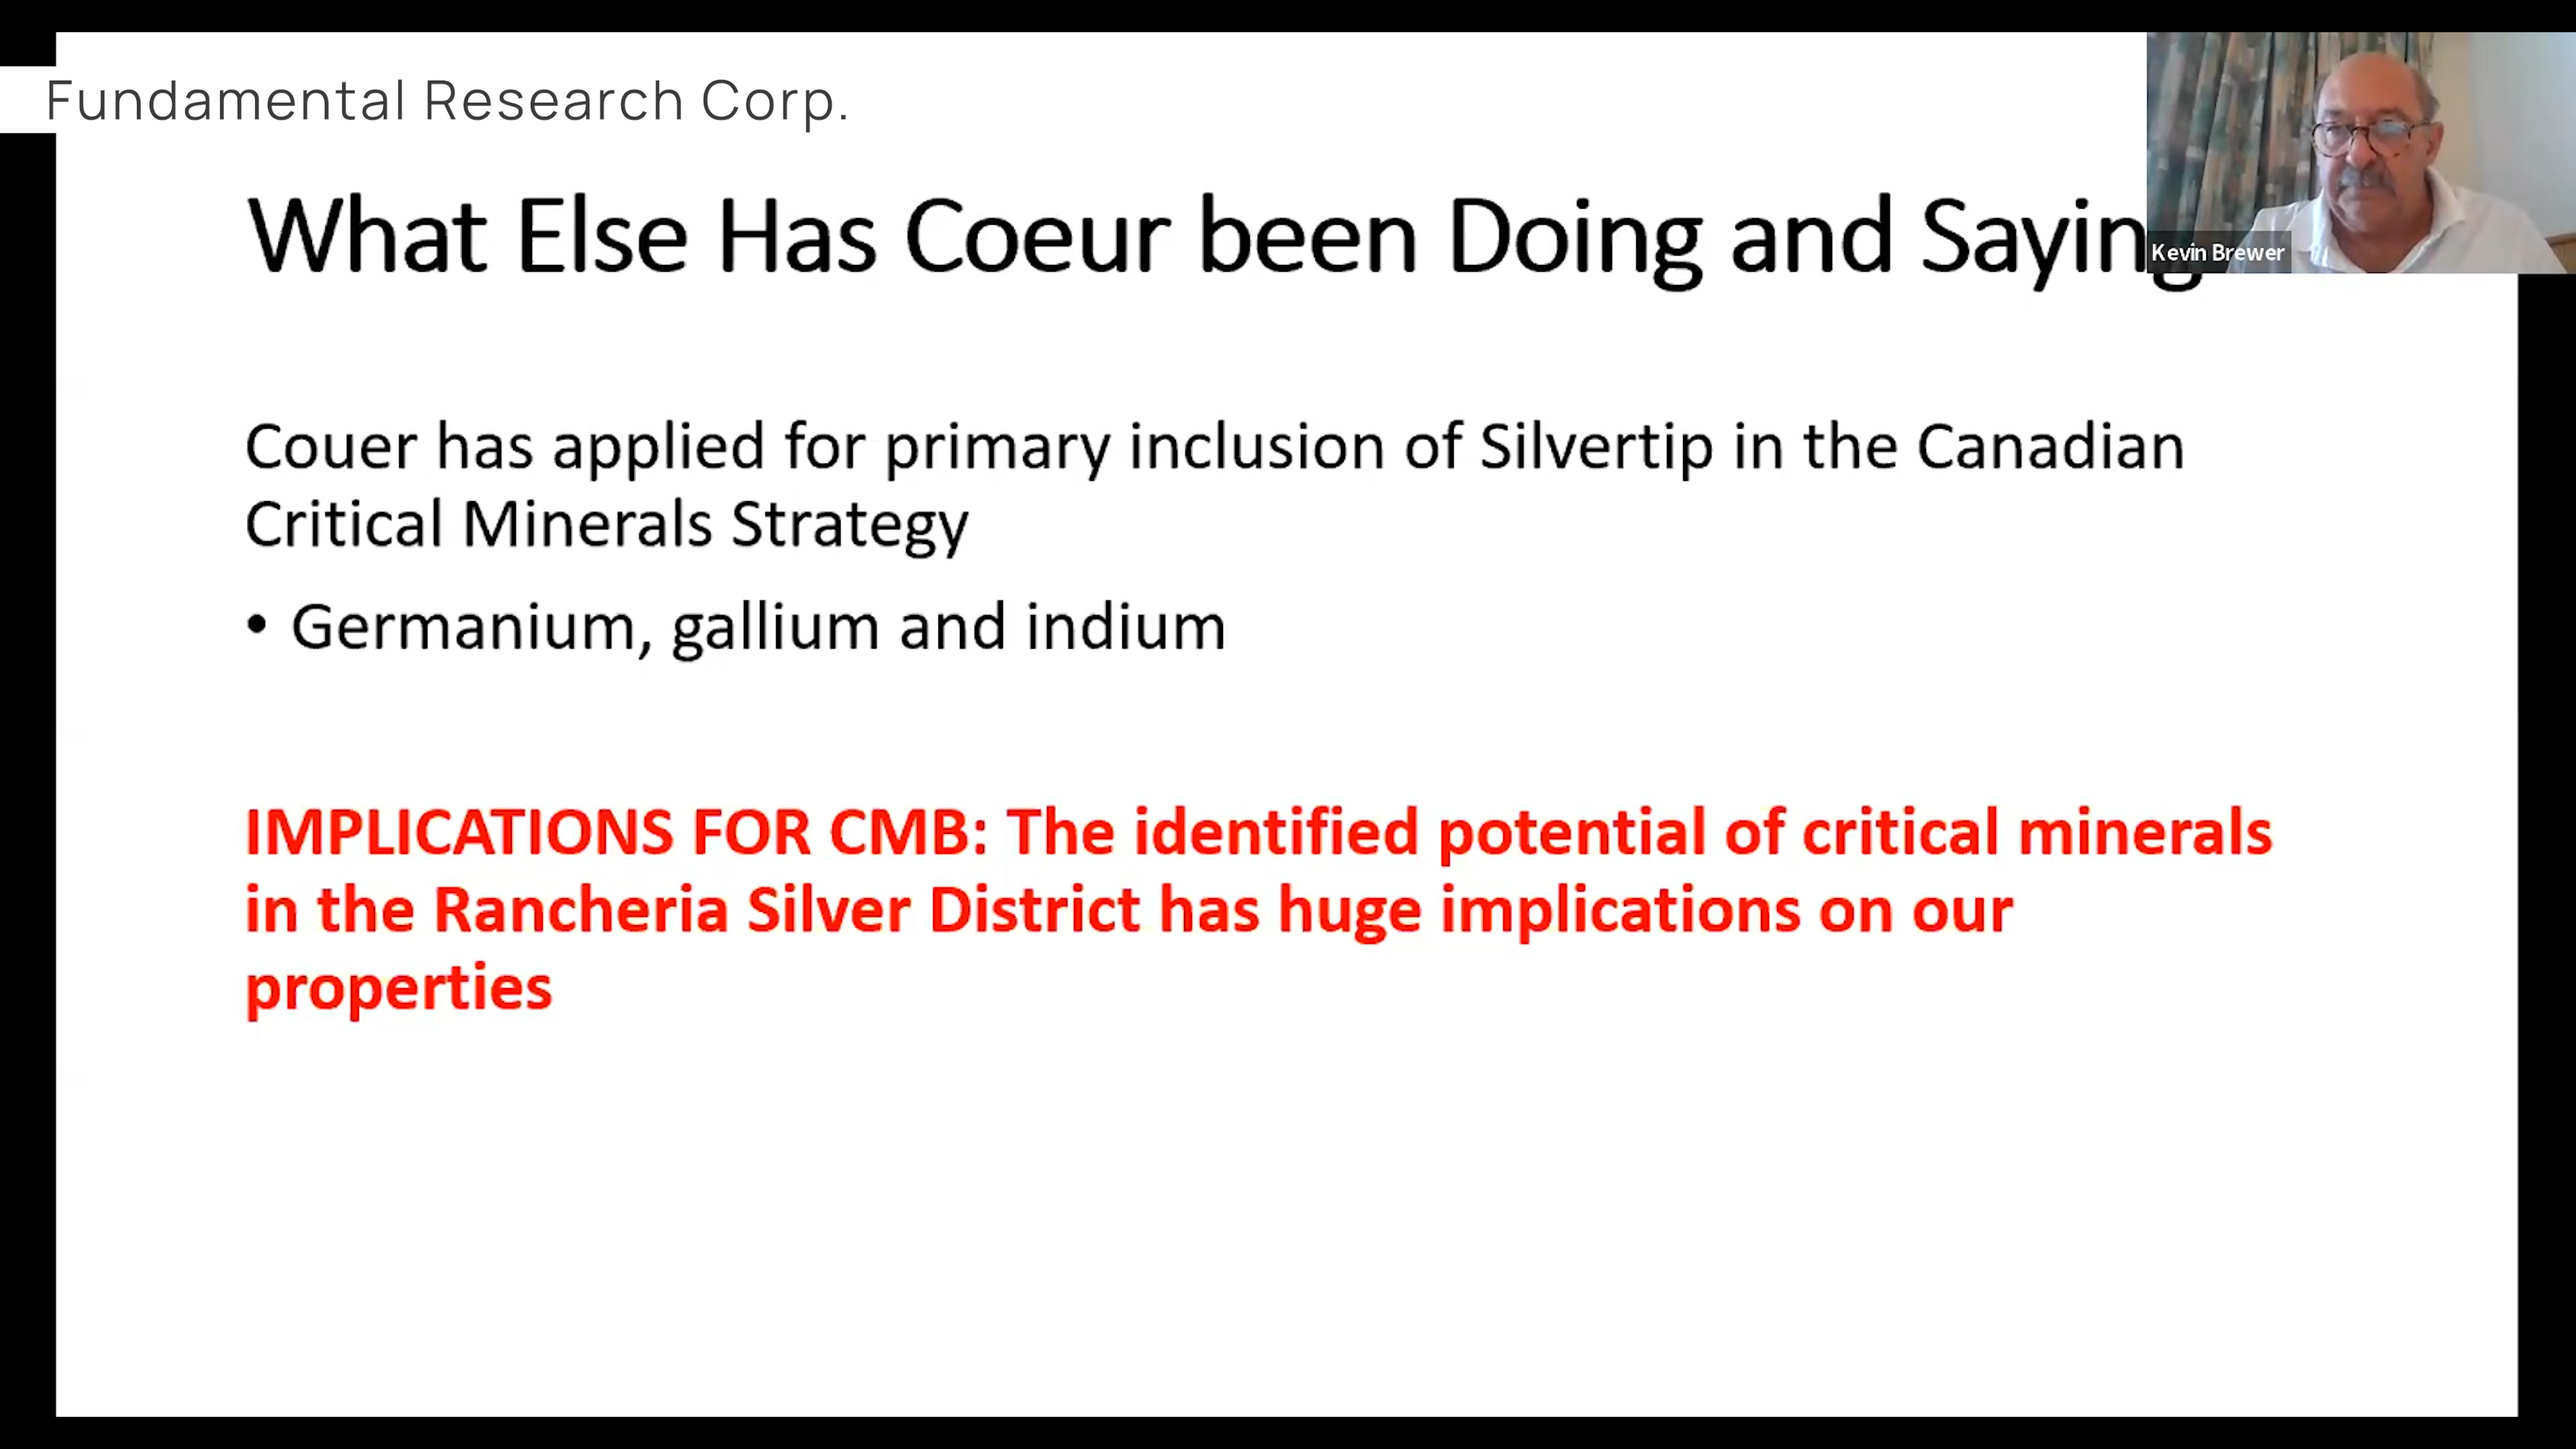 Fundamental Research Corp.
What Else Has Coeur been Doing and Saying
Kevin Brewer
Couer has applied for primary inclusion of Silvertip in the Canadian
Critical Minerals Strategy
• Germanium, gallium and indium
IMPLICATIONS FOR CMB: The identified potential of critical minerals
in the Rancheria Silver District has huge implications on our
properties